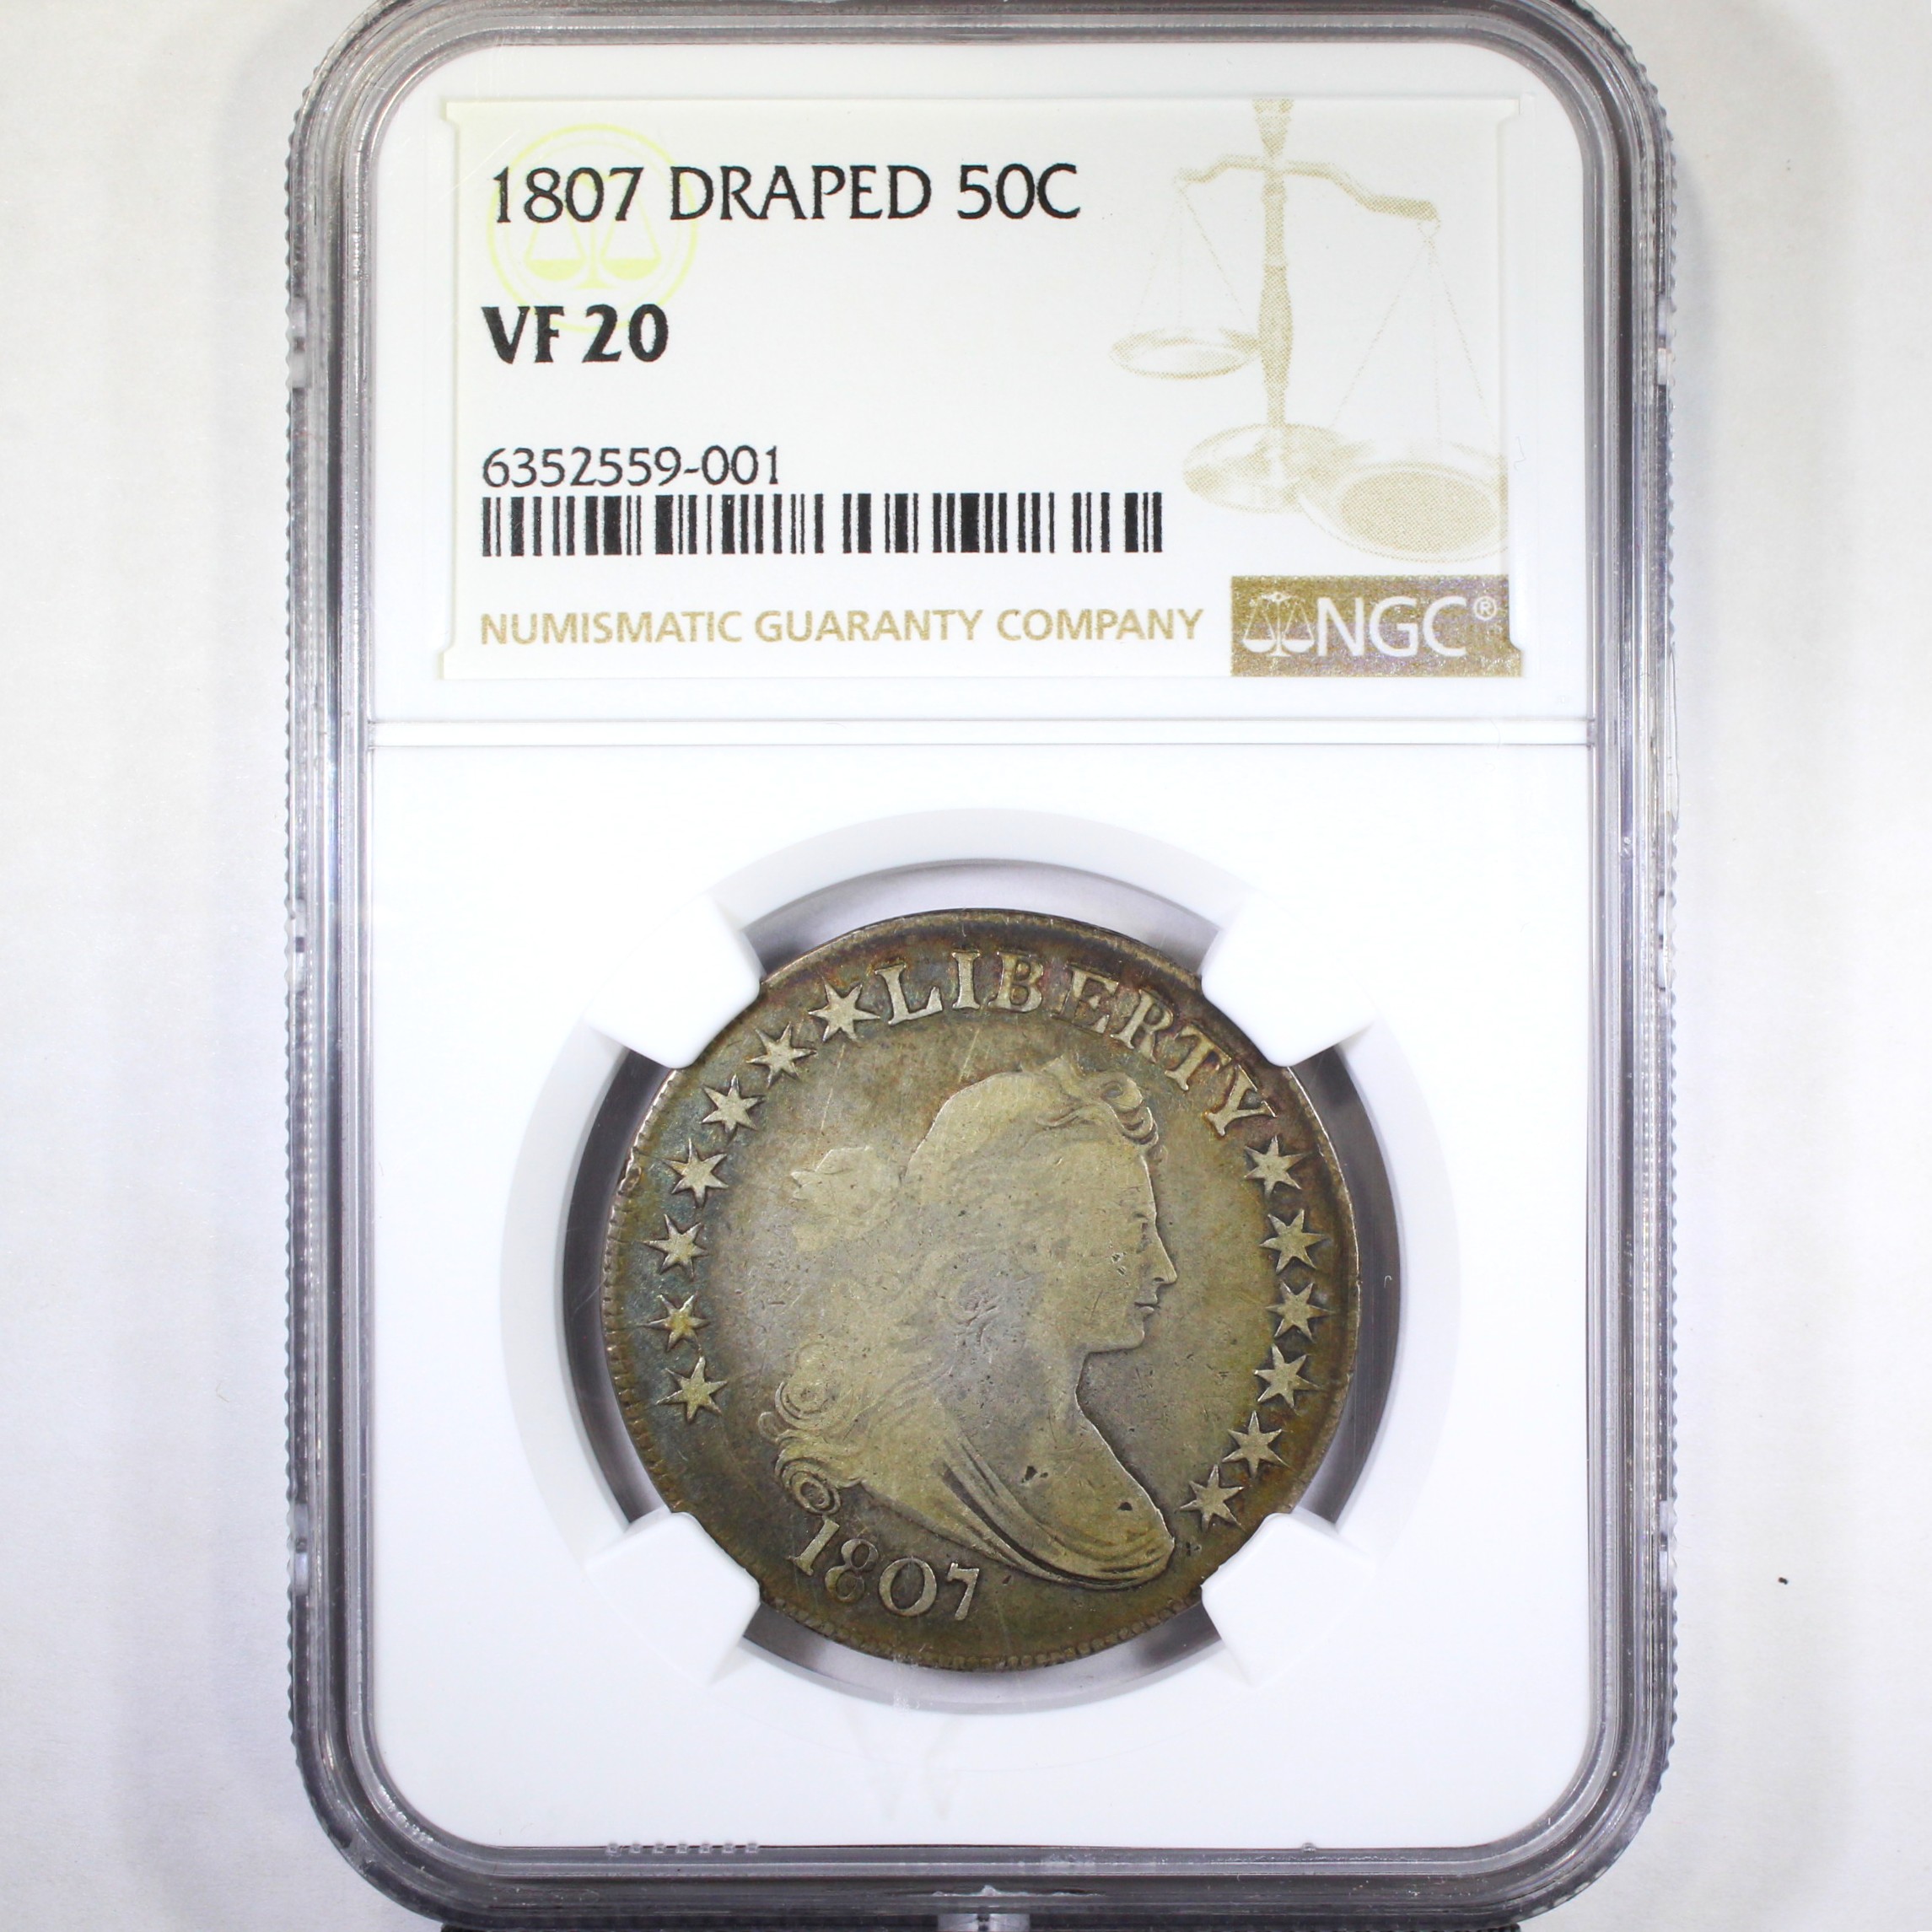 1807 DRAPED 50C
VF 20
6352559-001
NUMISMATIC GUARANTY COMPANY
NGC®
LIBERTY
1807